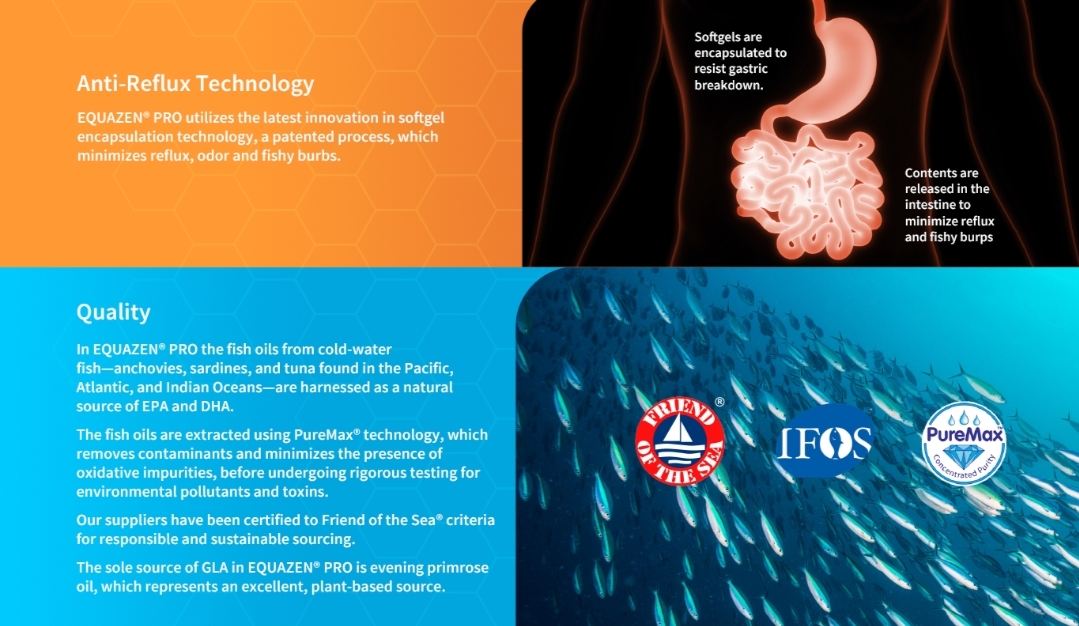 Anti-Reflux Technology
EQUAZEN® PRO utilizes the latest innovation in softgel
encapsulation technology, a patented process, which
minimizes reflux, odor and fishy burbs.
Softgels are
encapsulated to
resist gastric
breakdown.
Contents are
released in the
intestine to
minimize reflux
and fishy burps
Quality
In EQUAZEN® PRO the fish oils from cold-water
fish—anchovies, sardines, and tuna found in the Pacific,
Atlantic, and Indian Oceans—are harnessed as a natural
source of EPA and DHA.
The fish oils are extracted using PureMax® technology, which
removes contaminants and minimizes the presence of
oxidative impurities, before undergoing rigorous testing for
environmental pollutants and toxins.
Our suppliers have been certified to Friend of the Sea® criteria
for responsible and sustainable sourcing.
The sole source of GLA in EQUAZEN® PRO is evening primrose
oil, which represents an excellent, plant-based source.
FRIEND
OF THE SEA
®
IFOS
PureMax
Concentrated Purity